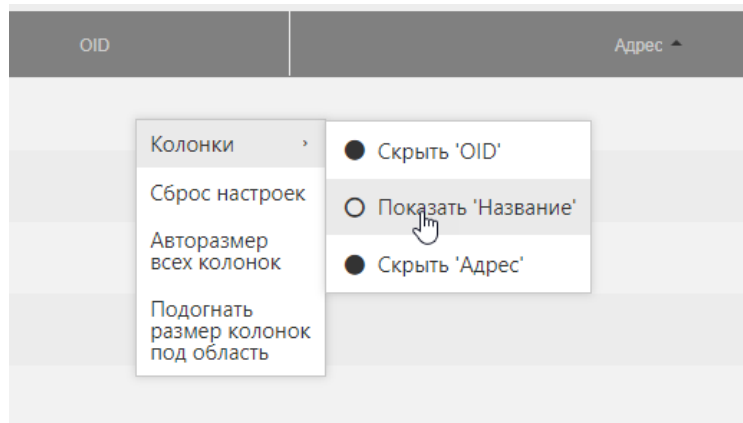 OID
Адрес
Колонки
Сброс настроек
Авторазмер
всех колонок
Подогнать
размер колонок
под область
Скрыть 'OID'
Показать 'Название'
Скрыть 'Адрес'